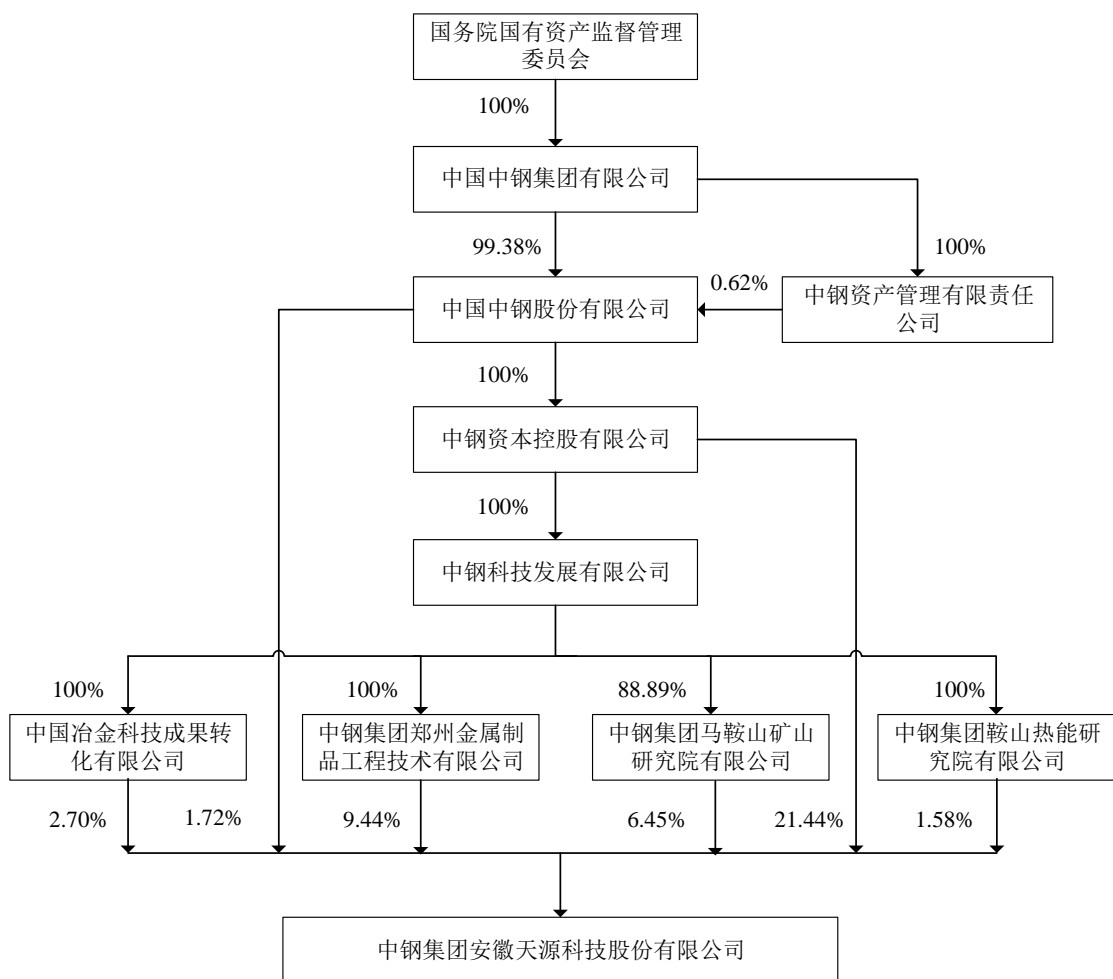 国务院国有资产监督管理
委员会
100%
中国中钢集团有限公司
99.38%
100%
0.62%
中国中钢股份有限公司
中钢资产管理有限责任
公司
100%
中钢资本控股有限公司
100%
中钢科技发展有限公司
100%
100%
88.89%
100%
中国冶金科技成果转
化有限公司
中钢集团郑州金属制
品工程技术有限公司
中钢集团马鞍山矿山
研究院有限公司
中钢集团鞍山热能研
究院有限公司
2.70%
1.72%
9.44%
6.45%
21.44%
1.58%
中钢集团安徽天源科技股份有限公司